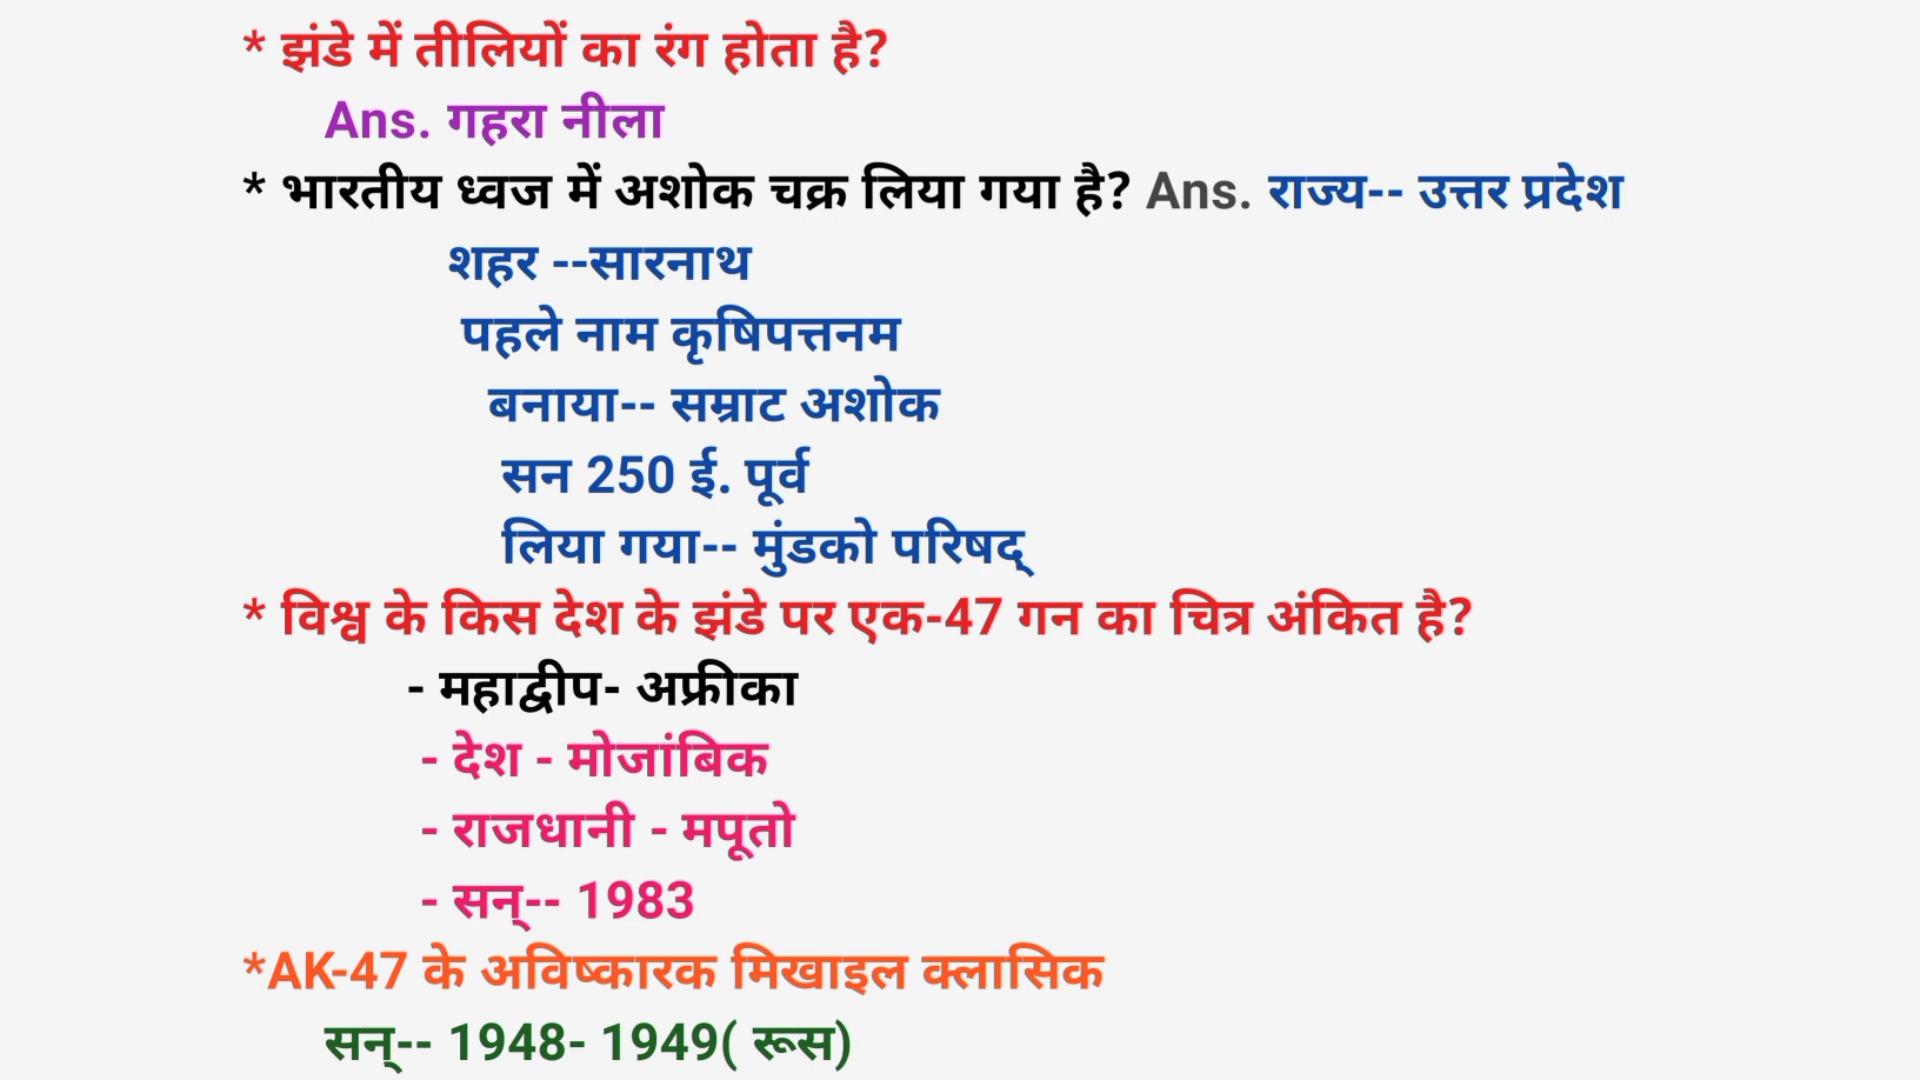 * झंडे में तीलियों का रंग होता है?
Ans. गहरा नीला
* भारतीय ध्वज में अशोक चक्र लिया गया है? Ans. राज्य-- उत्तर प्रदेश
शहर --सारनाथ
पहले नाम कृषिपत्तनम
बनाया-- सम्राट अशोक
सन 250 ई. पूर्व
लिया गया-- मुंडको परिषद्
* विश्व के किस देश के झंडे पर एक-47 गन का चित्र अंकित है?
- महाद्वीप- अफ्रीका
- देश - मोजांबिक
- राजधानी - मपूतो
- सन्-- 1983
*AK-47 के अविष्कारक मिखाइल क्लासिक
सन्-- 1948- 1949( रूस)